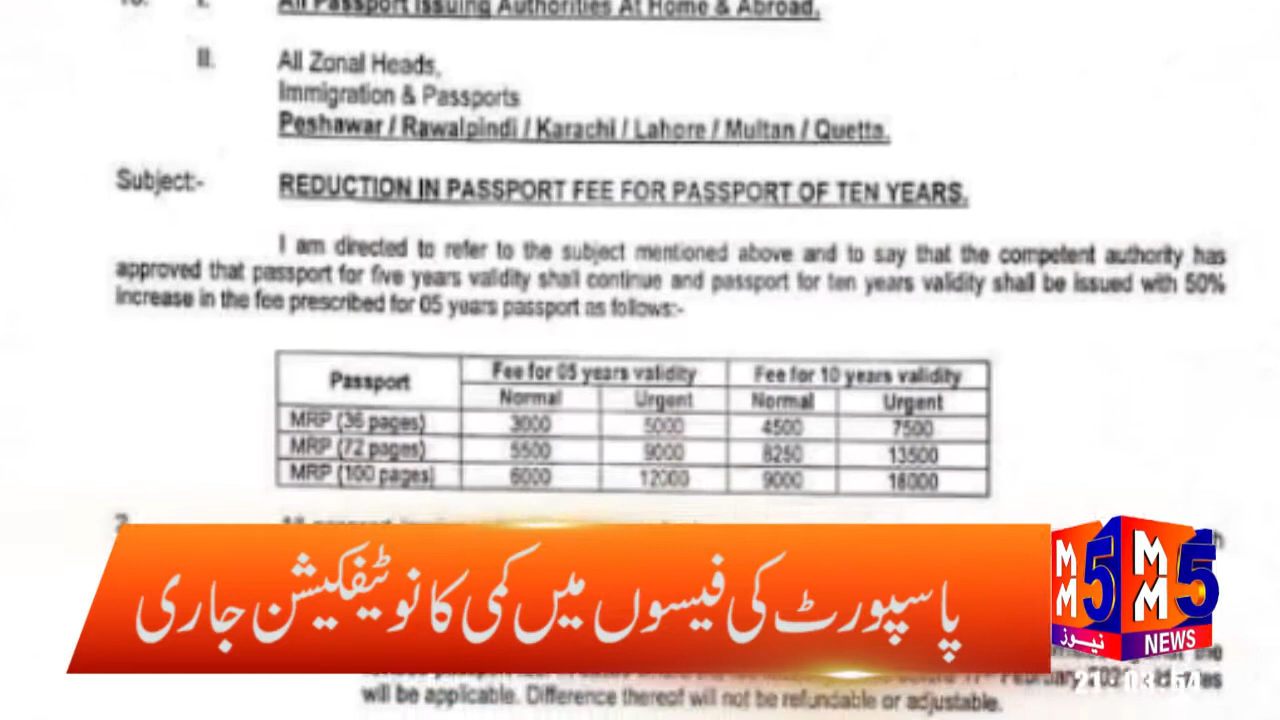 All Passport Issuing Authorities At Home & Abroad.
II. All Zonal Heads,
Immigration & Passports
Peshawar / Rawalpindi / Karachi / Lahore / Multan / Quetta.
Subject:- REDUCTION IN PASSPORT FEE FOR PASSPORT OF TEN YEARS.
I am directed to refer to the subject mentioned above and to say that the competent authority has
approved that passport for five years validity shall continue and passport for ten years validity shall be issued with 50%
increase in the fee prescribed for 05 years passport as follows:-
Passport Fee for 05 years validity Fee for 10 years validity
Normal Urgent Normal Urgent
MRP (36 pages) 3000 5000 4500 7500
MRP (72 pages) 5500 9000 8250 13500
MRP (100 pages) 6000 12000 9000 18000
2.
پاسپورٹ کی فیسوں میں کمی کا نوٹیفکیشن جاری
MM5 MM5
نیوز NEWS
the
February
will be applicable. Difference thereof will not be refundable or adjustable.